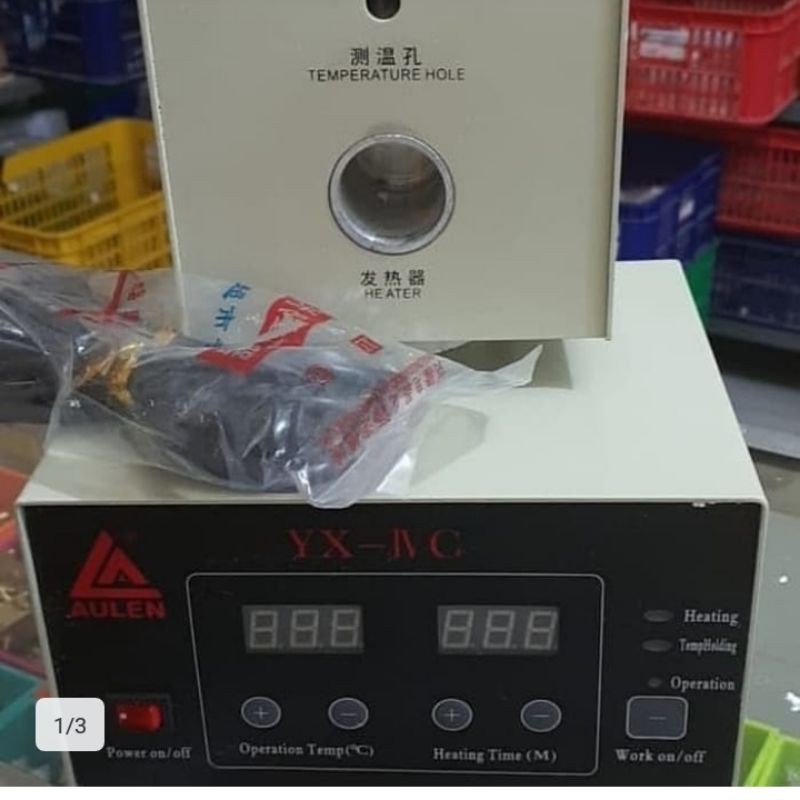 测温孔
TEMPERATURE HOLE
发热器
HEATER
YX-ⅣC
AULEN
888 888
Heating
TempHolding
Operation
+ − + − −
1/3
Power on/off
Operation Temp(°C)
Heating Time (M)
Work on/off